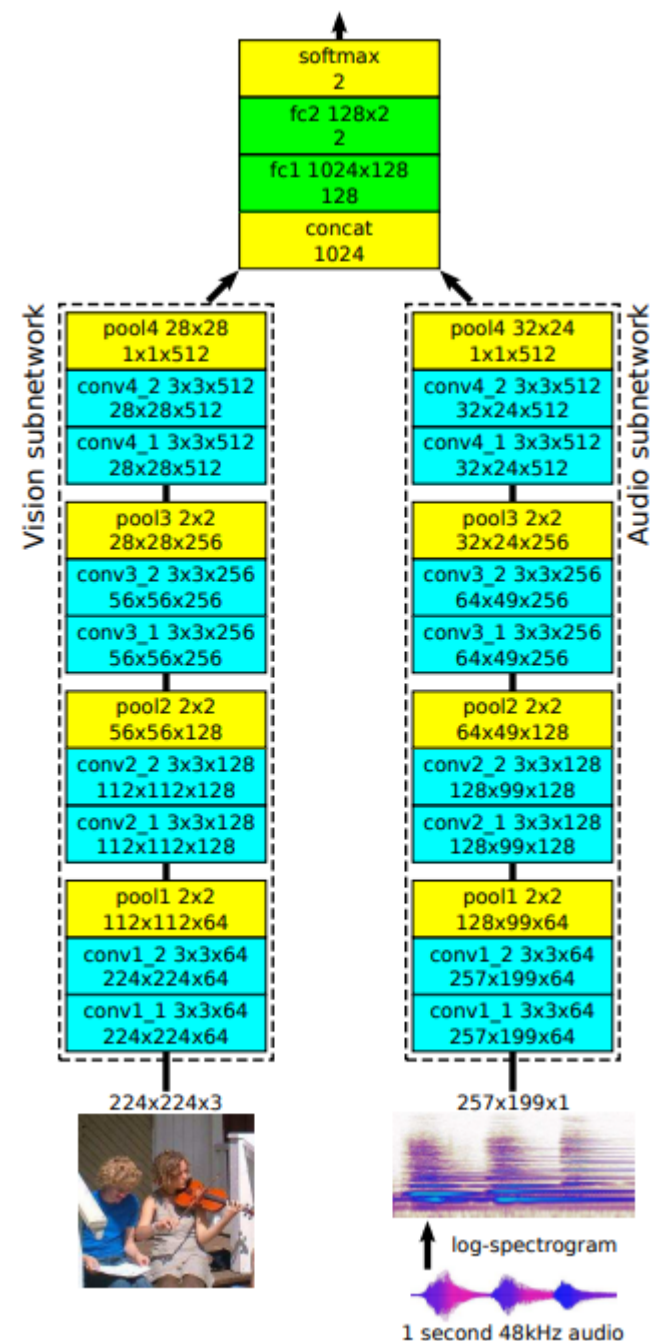 softmax
2
fc2 128x2
2
fc1 1024x128
128
concat
1024
Vision subnetwork
pool4 28x28
1x1x512
conv4_2 3x3x512
28x28x512
conv4_1 3x3x512
28x28x512
pool3 2x2
28x28x256
conv3_2 3x3x256
56x56x256
conv3_1 3x3x256
56x56x256
pool2 2x2
56x56x128
conv2_2 3x3x128
112x112x128
conv2_1 3x3x128
112x112x128
pool1 2x2
112x112x64
conv1_2 3x3x64
224x224x64
conv1_1 3x3x64
224x224x64
224x224x3
Audio subnetwork
pool4 32x24
1x1x512
conv4_2 3x3x512
32x24x512
conv4_1 3x3x512
32x24x512
pool3 2x2
32x24x256
conv3_2 3x3x256
64x49x256
conv3_1 3x3x256
64x49x256
pool2 2x2
64x49x128
conv2_2 3x3x128
128x99x128
conv2_1 3x3x128
128x99x128
pool1 2x2
128x99x64
conv1_2 3x3x64
257x199x64
conv1_1 3x3x64
257x199x64
257x199x1
log-spectrogram
1 second 48kHz audio